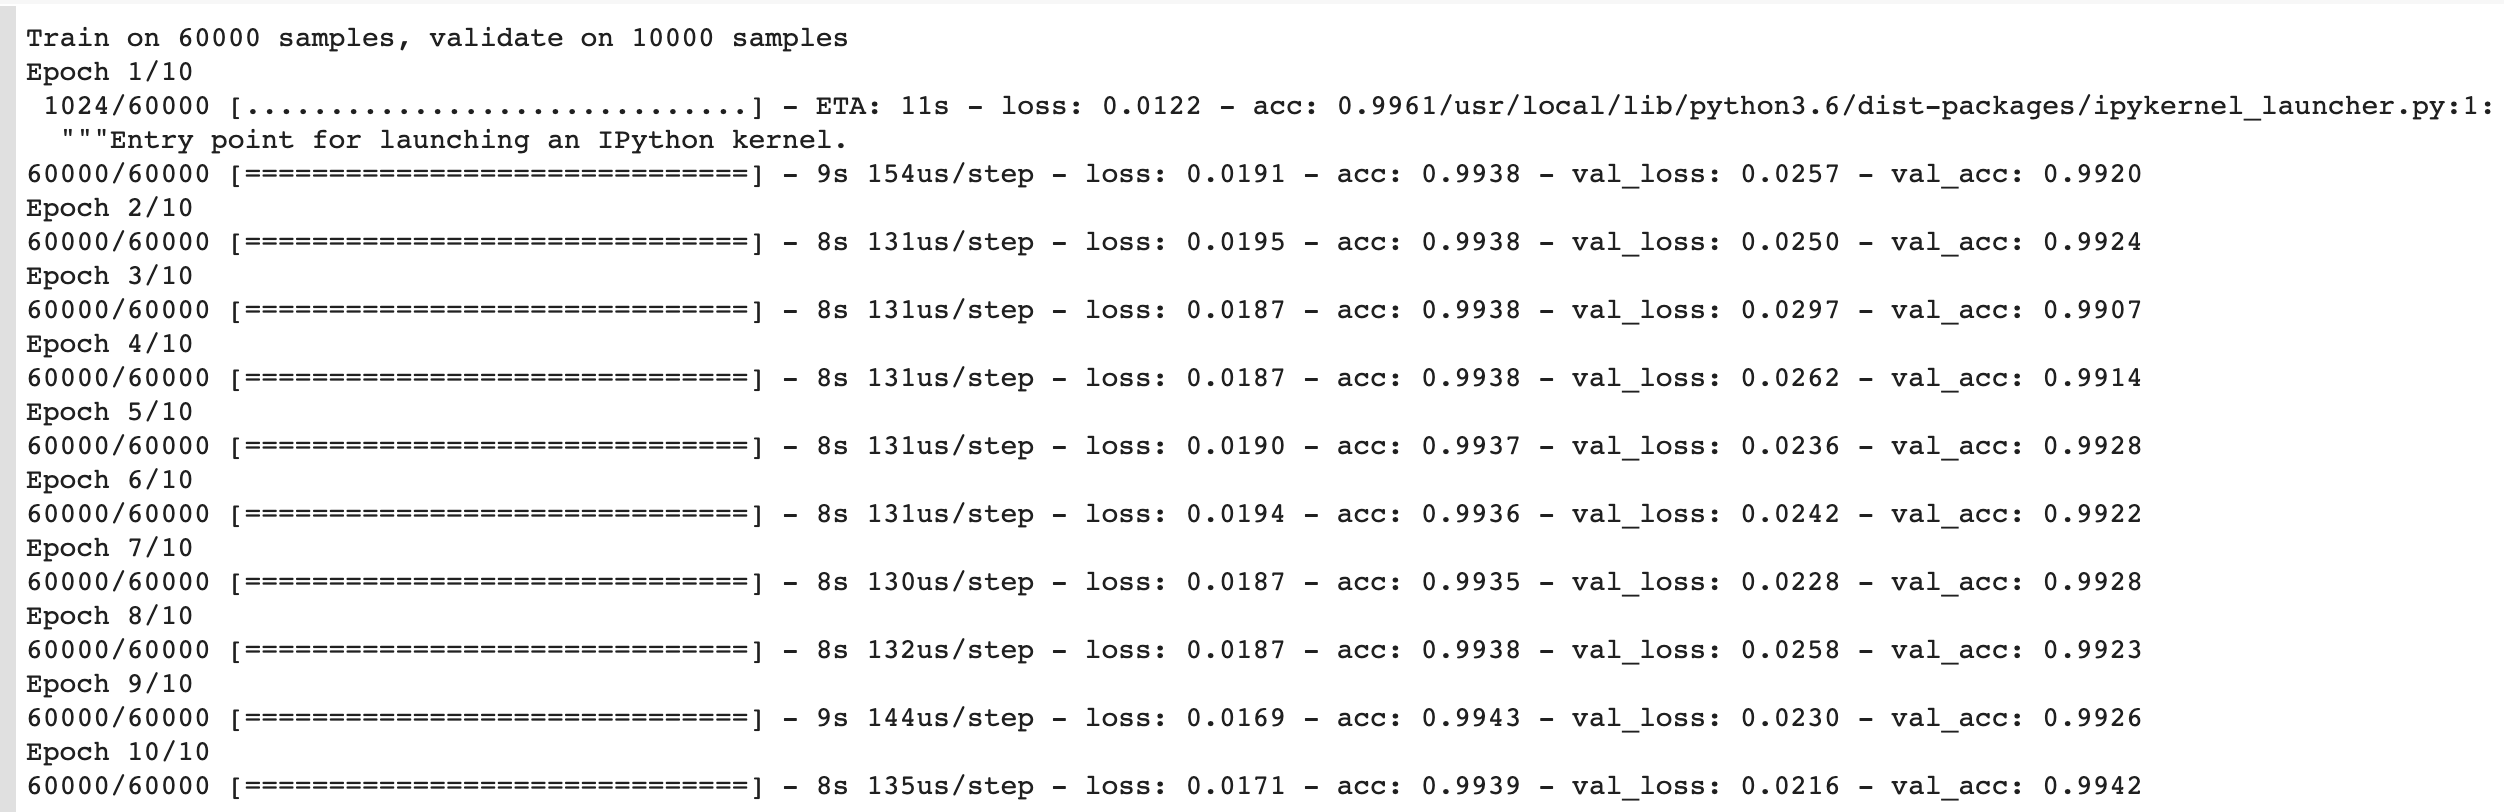 Train on 60000 samples, validate on 10000 samples
Epoch 1/10
 1024/60000 [..............................] - ETA: 11s - loss: 0.0122 - acc: 0.9961/usr/local/lib/python3.6/dist-packages/ipykernel_launcher.py:1:
  """Entry point for launching an IPython kernel.
60000/60000 [==============================] - 9s 154us/step - loss: 0.0191 - acc: 0.9938 - val_loss: 0.0257 - val_acc: 0.9920
Epoch 2/10
60000/60000 [==============================] - 8s 131us/step - loss: 0.0195 - acc: 0.9938 - val_loss: 0.0250 - val_acc: 0.9924
Epoch 3/10
60000/60000 [==============================] - 8s 131us/step - loss: 0.0187 - acc: 0.9938 - val_loss: 0.0297 - val_acc: 0.9907
Epoch 4/10
60000/60000 [==============================] - 8s 131us/step - loss: 0.0187 - acc: 0.9938 - val_loss: 0.0262 - val_acc: 0.9914
Epoch 5/10
60000/60000 [==============================] - 8s 131us/step - loss: 0.0190 - acc: 0.9937 - val_loss: 0.0236 - val_acc: 0.9928
Epoch 6/10
60000/60000 [==============================] - 8s 131us/step - loss: 0.0194 - acc: 0.9936 - val_loss: 0.0242 - val_acc: 0.9922
Epoch 7/10
60000/60000 [==============================] - 8s 130us/step - loss: 0.0187 - acc: 0.9935 - val_loss: 0.0228 - val_acc: 0.9928
Epoch 8/10
60000/60000 [==============================] - 8s 132us/step - loss: 0.0187 - acc: 0.9938 - val_loss: 0.0258 - val_acc: 0.9923
Epoch 9/10
60000/60000 [==============================] - 9s 144us/step - loss: 0.0169 - acc: 0.9943 - val_loss: 0.0230 - val_acc: 0.9926
Epoch 10/10
60000/60000 [==============================] - 8s 135us/step - loss: 0.0171 - acc: 0.9939 - val_loss: 0.0216 - val_acc: 0.9942